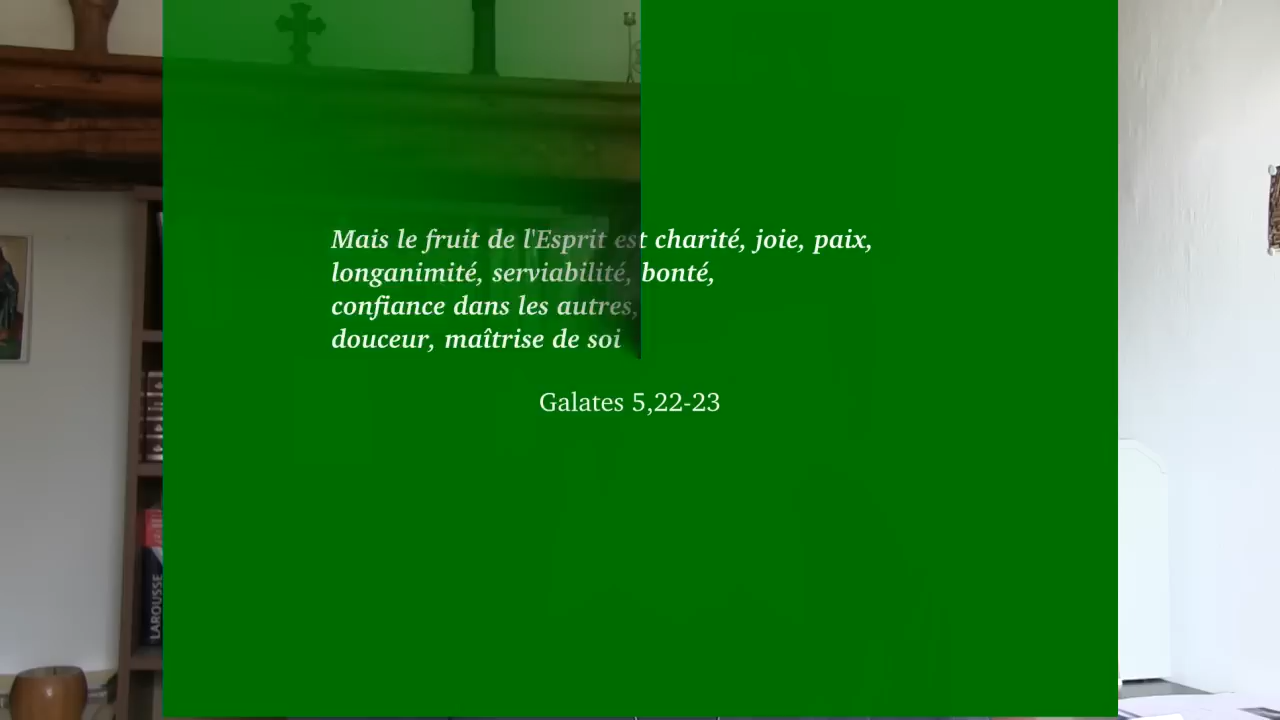 Mais le fruit de l'Esprit est charité, joie, paix,
longanimité, serviabilité, bonté,
confiance dans les autres,
douceur, maîtrise de soi
Galates 5,22-23
LAROUSSE